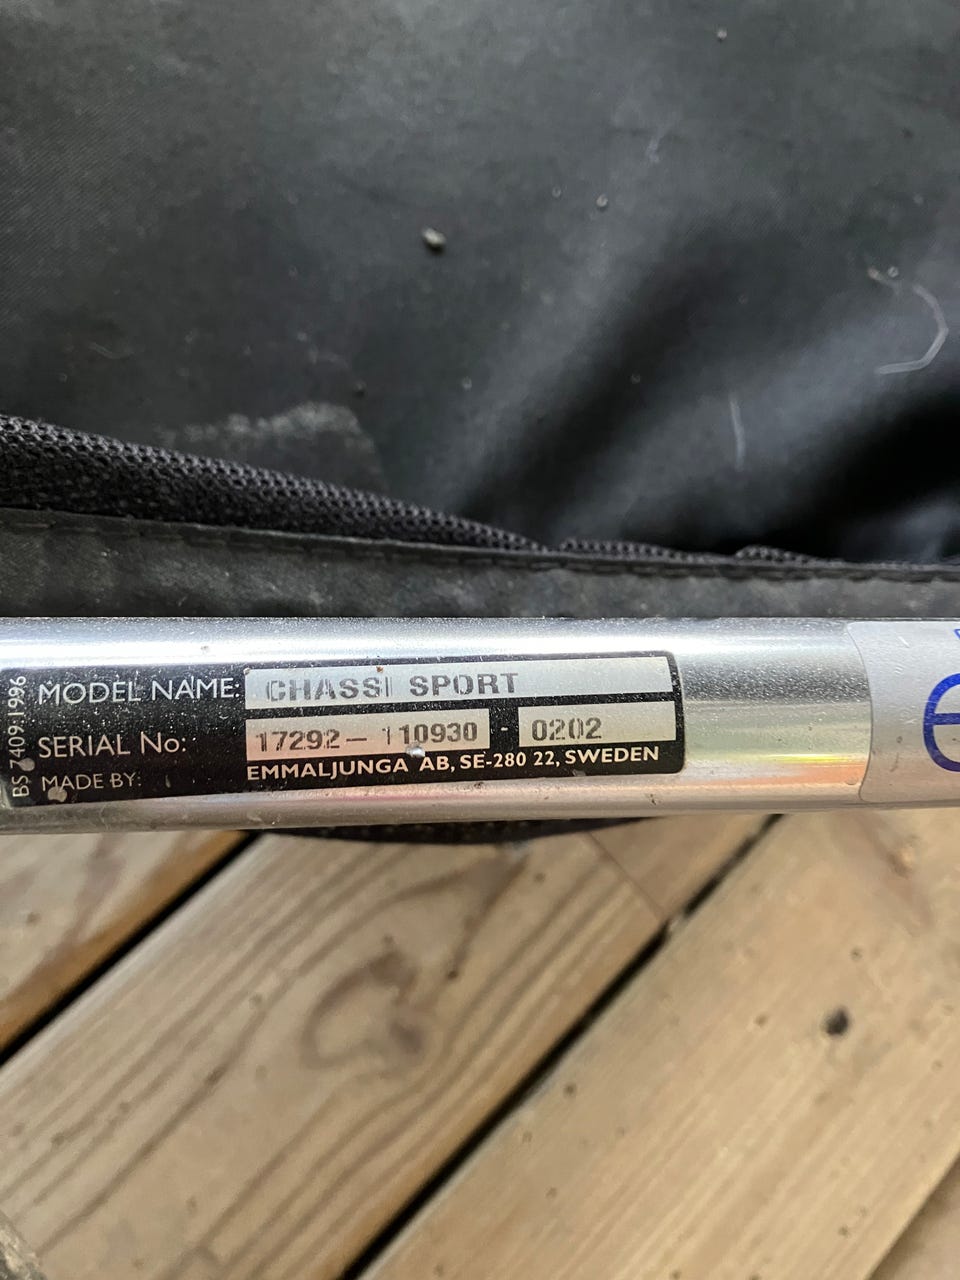 BS 7409:1996
MODEL NAME: CHASSI SPORT
SERIAL No: 17292-110930 - 0202
MADE BY: EMMALJUNGA AB, SE-280 22, SWEDEN